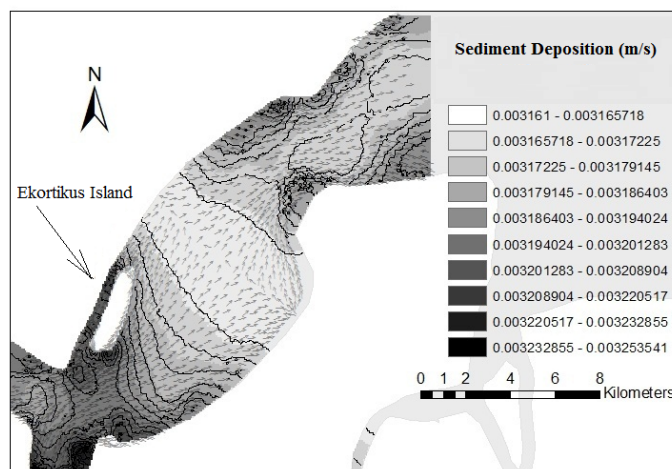 Sediment Deposition (m/s)
N
Ekortikus Island
0.003161 - 0.003165718
0.003165718 - 0.00317225
0.00317225 - 0.003179145
0.003179145 - 0.003186403
0.003186403 - 0.003194024
0.003194024 - 0.003201283
0.003201283 - 0.003208904
0.003208904 - 0.003220517
0.003220517 - 0.003232855
0.003232855 - 0.003253541
0 1 2 4 6 8
Kilometers